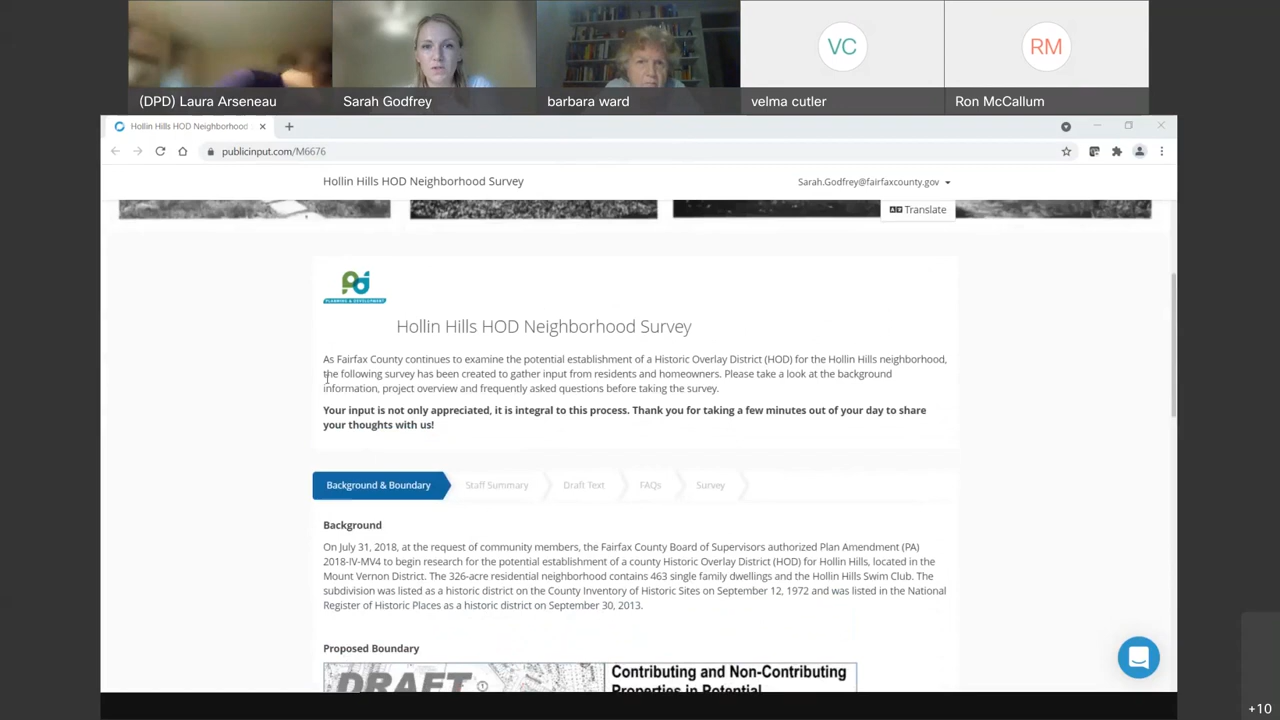 VC
RM
(DPD) Laura Arseneau
Sarah Godfrey
barbara ward
velma cutler
Ron McCallum
Hollin Hills HOD Neighborhood
publicinput.com/M6676
Hollin Hills HOD Neighborhood Survey
Sarah.Godfrey@fairfaxcounty.gov
Translate
PLANNING & DEVELOPMENT
Hollin Hills HOD Neighborhood Survey
As Fairfax County continues to examine the potential establishment of a Historic Overlay District (HOD) for the Hollin Hills neighborhood,
the following survey has been created to gather input from residents and homeowners. Please take a look at the background
information, project overview and frequently asked questions before taking the survey.
Your input is not only appreciated, it is integral to this process. Thank you for taking a few minutes out of your day to share
your thoughts with us!
Background & Boundary
Staff Summary
Draft Text
FAQs
Survey
Background
On July 31, 2018, at the request of community members, the Fairfax County Board of Supervisors authorized Plan Amendment (PA)
2018-IV-MV4 to begin research for the potential establishment of a county Historic Overlay District (HOD) for Hollin Hills, located in the
Mount Vernon District. The 326-acre residential neighborhood contains 463 single family dwellings and the Hollin Hills Swim Club. The
subdivision was listed as a historic district on the County Inventory of Historic Sites on September 12, 1972 and was listed in the National
Register of Historic Places as a historic district on September 30, 2013.
Proposed Boundary
DRAFT
Contributing and Non-Contributing
Properties in Potential
+10